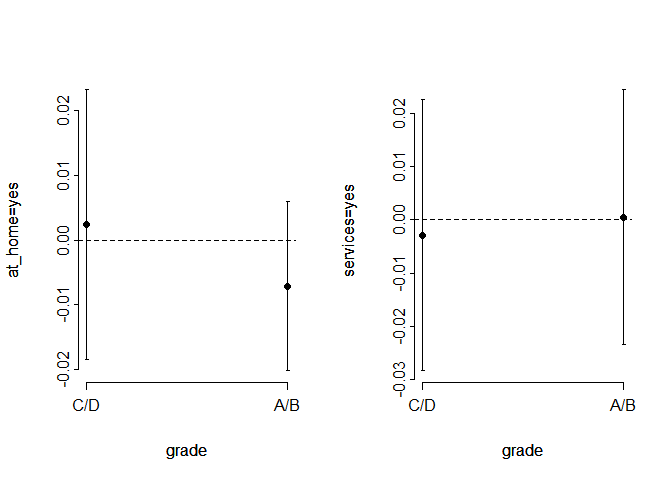 at_home=yes
0.02
0.01
0.00
-0.01
-0.02
C/D
A/B
grade
services=yes
0.02
0.01
0.00
-0.01
-0.02
-0.03
C/D
A/B
grade